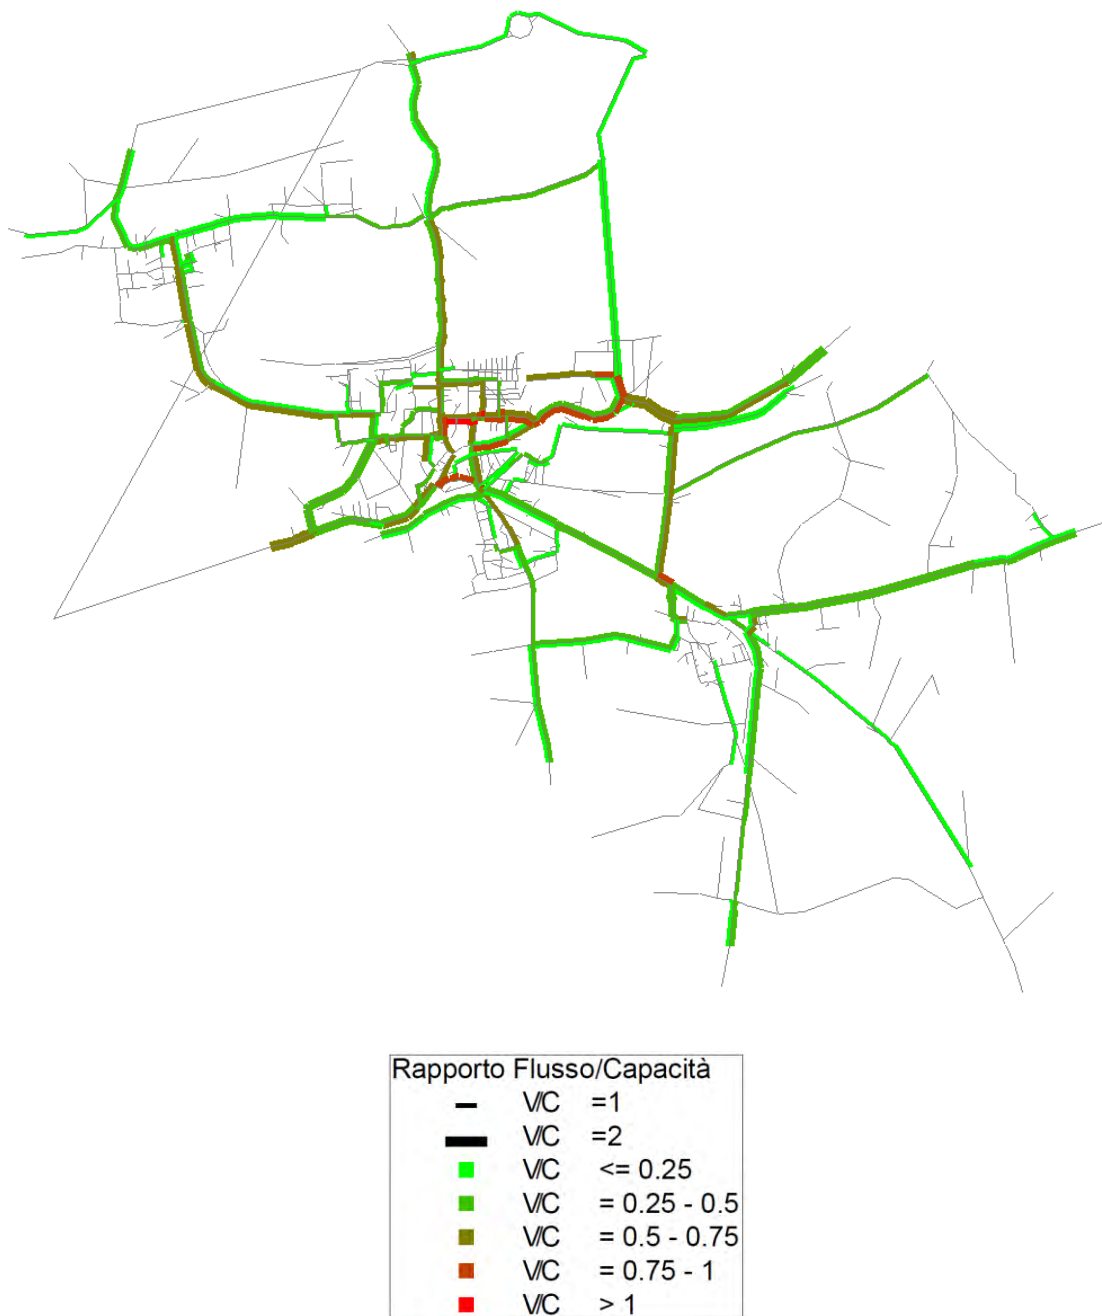 Rapporto Flusso/Capacità
V/C =1
V/C =2
V/C <= 0.25
V/C = 0.25 - 0.5
V/C = 0.5 - 0.75
V/C = 0.75 - 1
V/C > 1